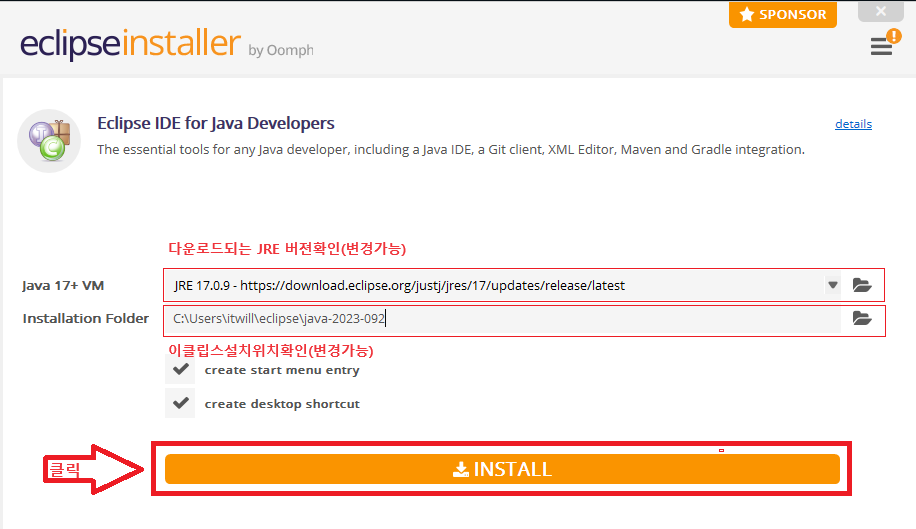 SPONSOR
eclipseinstaller by Oomph
Eclipse IDE for Java Developers
details
The essential tools for any Java developer, including a Java IDE, a Git client, XML Editor, Maven and Gradle integration.
다운로드되는 JRE 버젼확인(변경가능)
Java 17+ VM
JRE 17.0.9 - https://download.eclipse.org/justj/jres/17/updates/release/latest
Installation Folder
C:\Users\itwill\eclipse\java-2023-092
이클립스설치위치확인(변경가능)
create start menu entry
create desktop shortcut
클릭
INSTALL